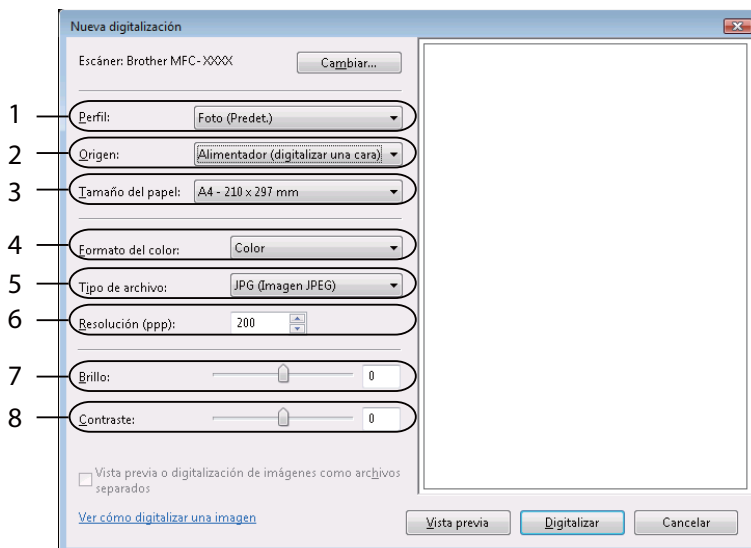 Nueva digitalización
Escáner: Brother MFC-XXXX
Cambiar...
1
Perfil:
Foto (Predet.)
2
Origen:
Alimentador (digitalizar una cara)
3
Tamaño del papel:
A4 - 210 x 297 mm
4
Formato del color:
Color
5
Tipo de archivo:
JPG (Imagen JPEG)
6
Resolución (ppp):
200
7
Brillo:
0
8
Contraste:
0
Vista previa o digitalización de imágenes como archivos
separados
Ver cómo digitalizar una imagen
Vista previa
Digitalizar
Cancelar